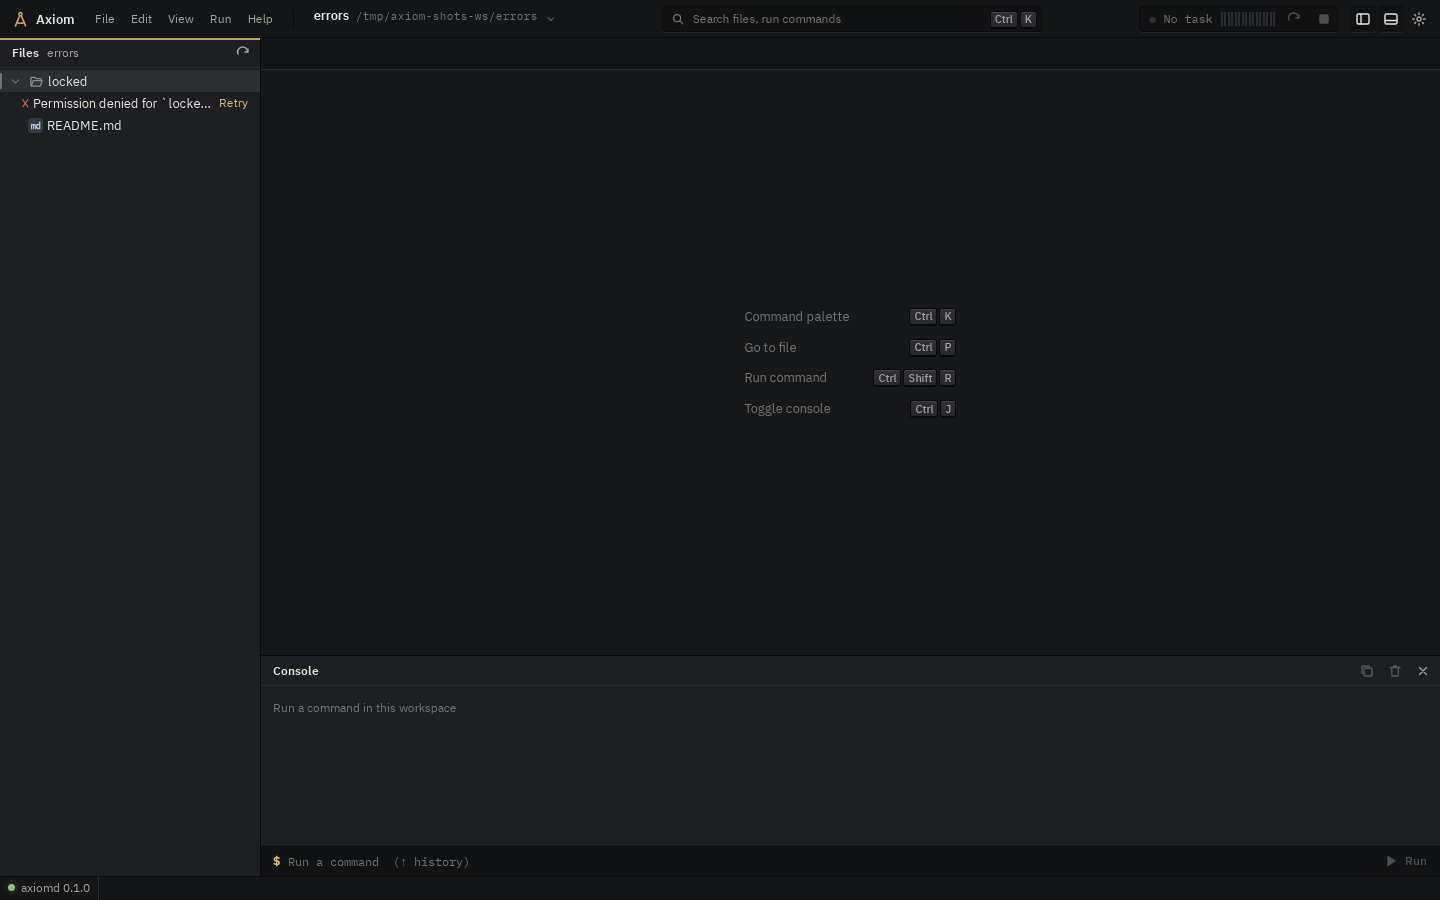 Axiom File Edit View Run Help errors /tmp/axiom-shots-ws/errors Search files, run commands Ctrl K No task
Files errors
locked
X Permission denied for `locke... Retry
md README.md
Command palette Ctrl K
Go to file Ctrl P
Run command Ctrl Shift R
Toggle console Ctrl J
Console
Run a command in this workspace
$ Run a command (↑ history) Run
axiomd 0.1.0